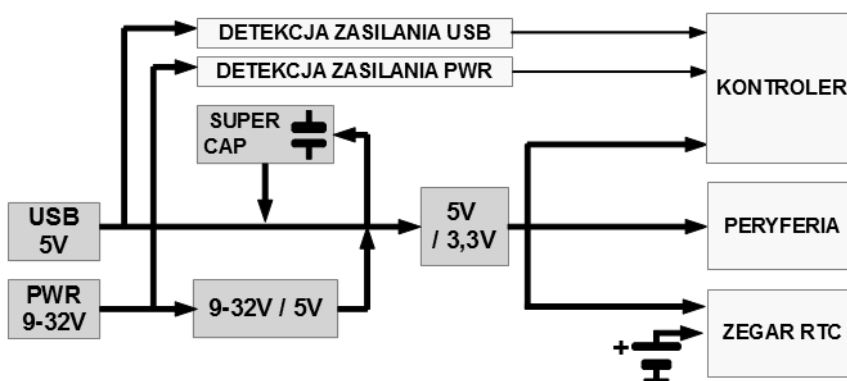 DETEKCJA ZASILANIA USB
DETEKCJA ZASILANIA PWR
KONTROLER
SUPER
CAP
USB
5V
5V
/ 3,3V
PERYFERIA
PWR
9-32V
9-32V / 5V
ZEGAR RTC
+